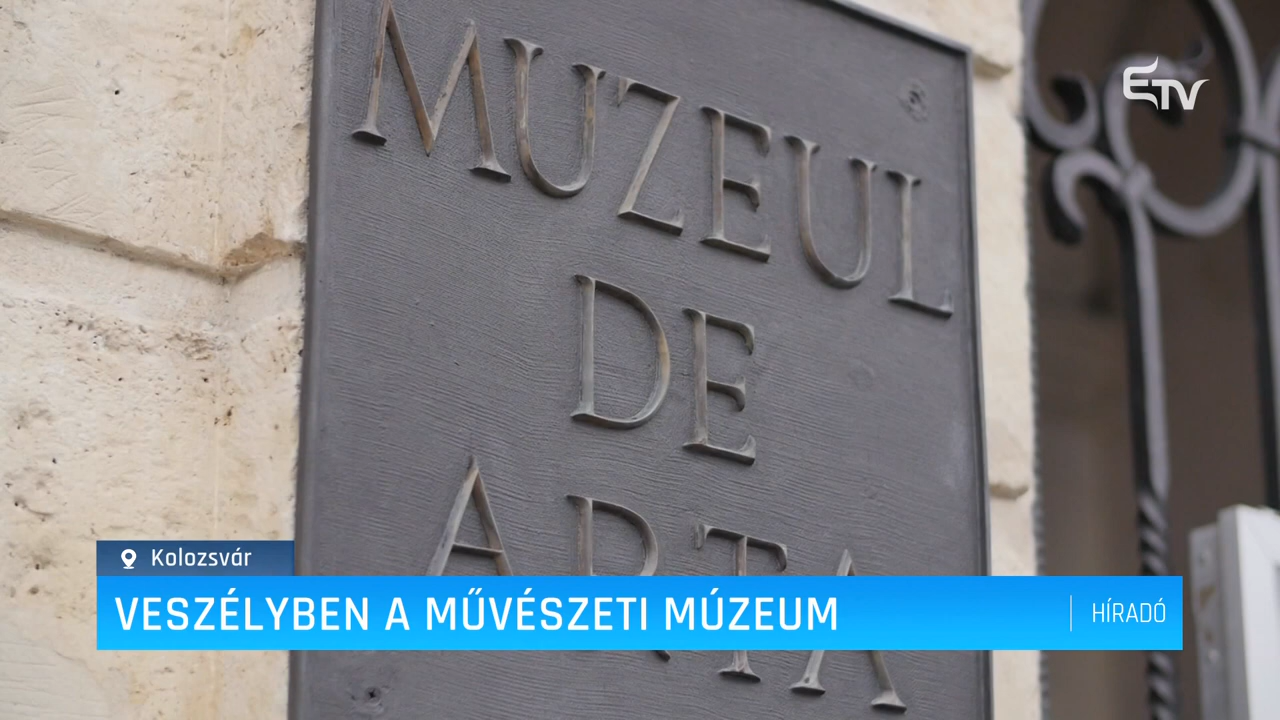 ETV
MUZEUL
DE
ARTA
Kolozsvár
VESZÉLYBEN A MŰVÉSZETI MÚZEUM
HÍRADÓ